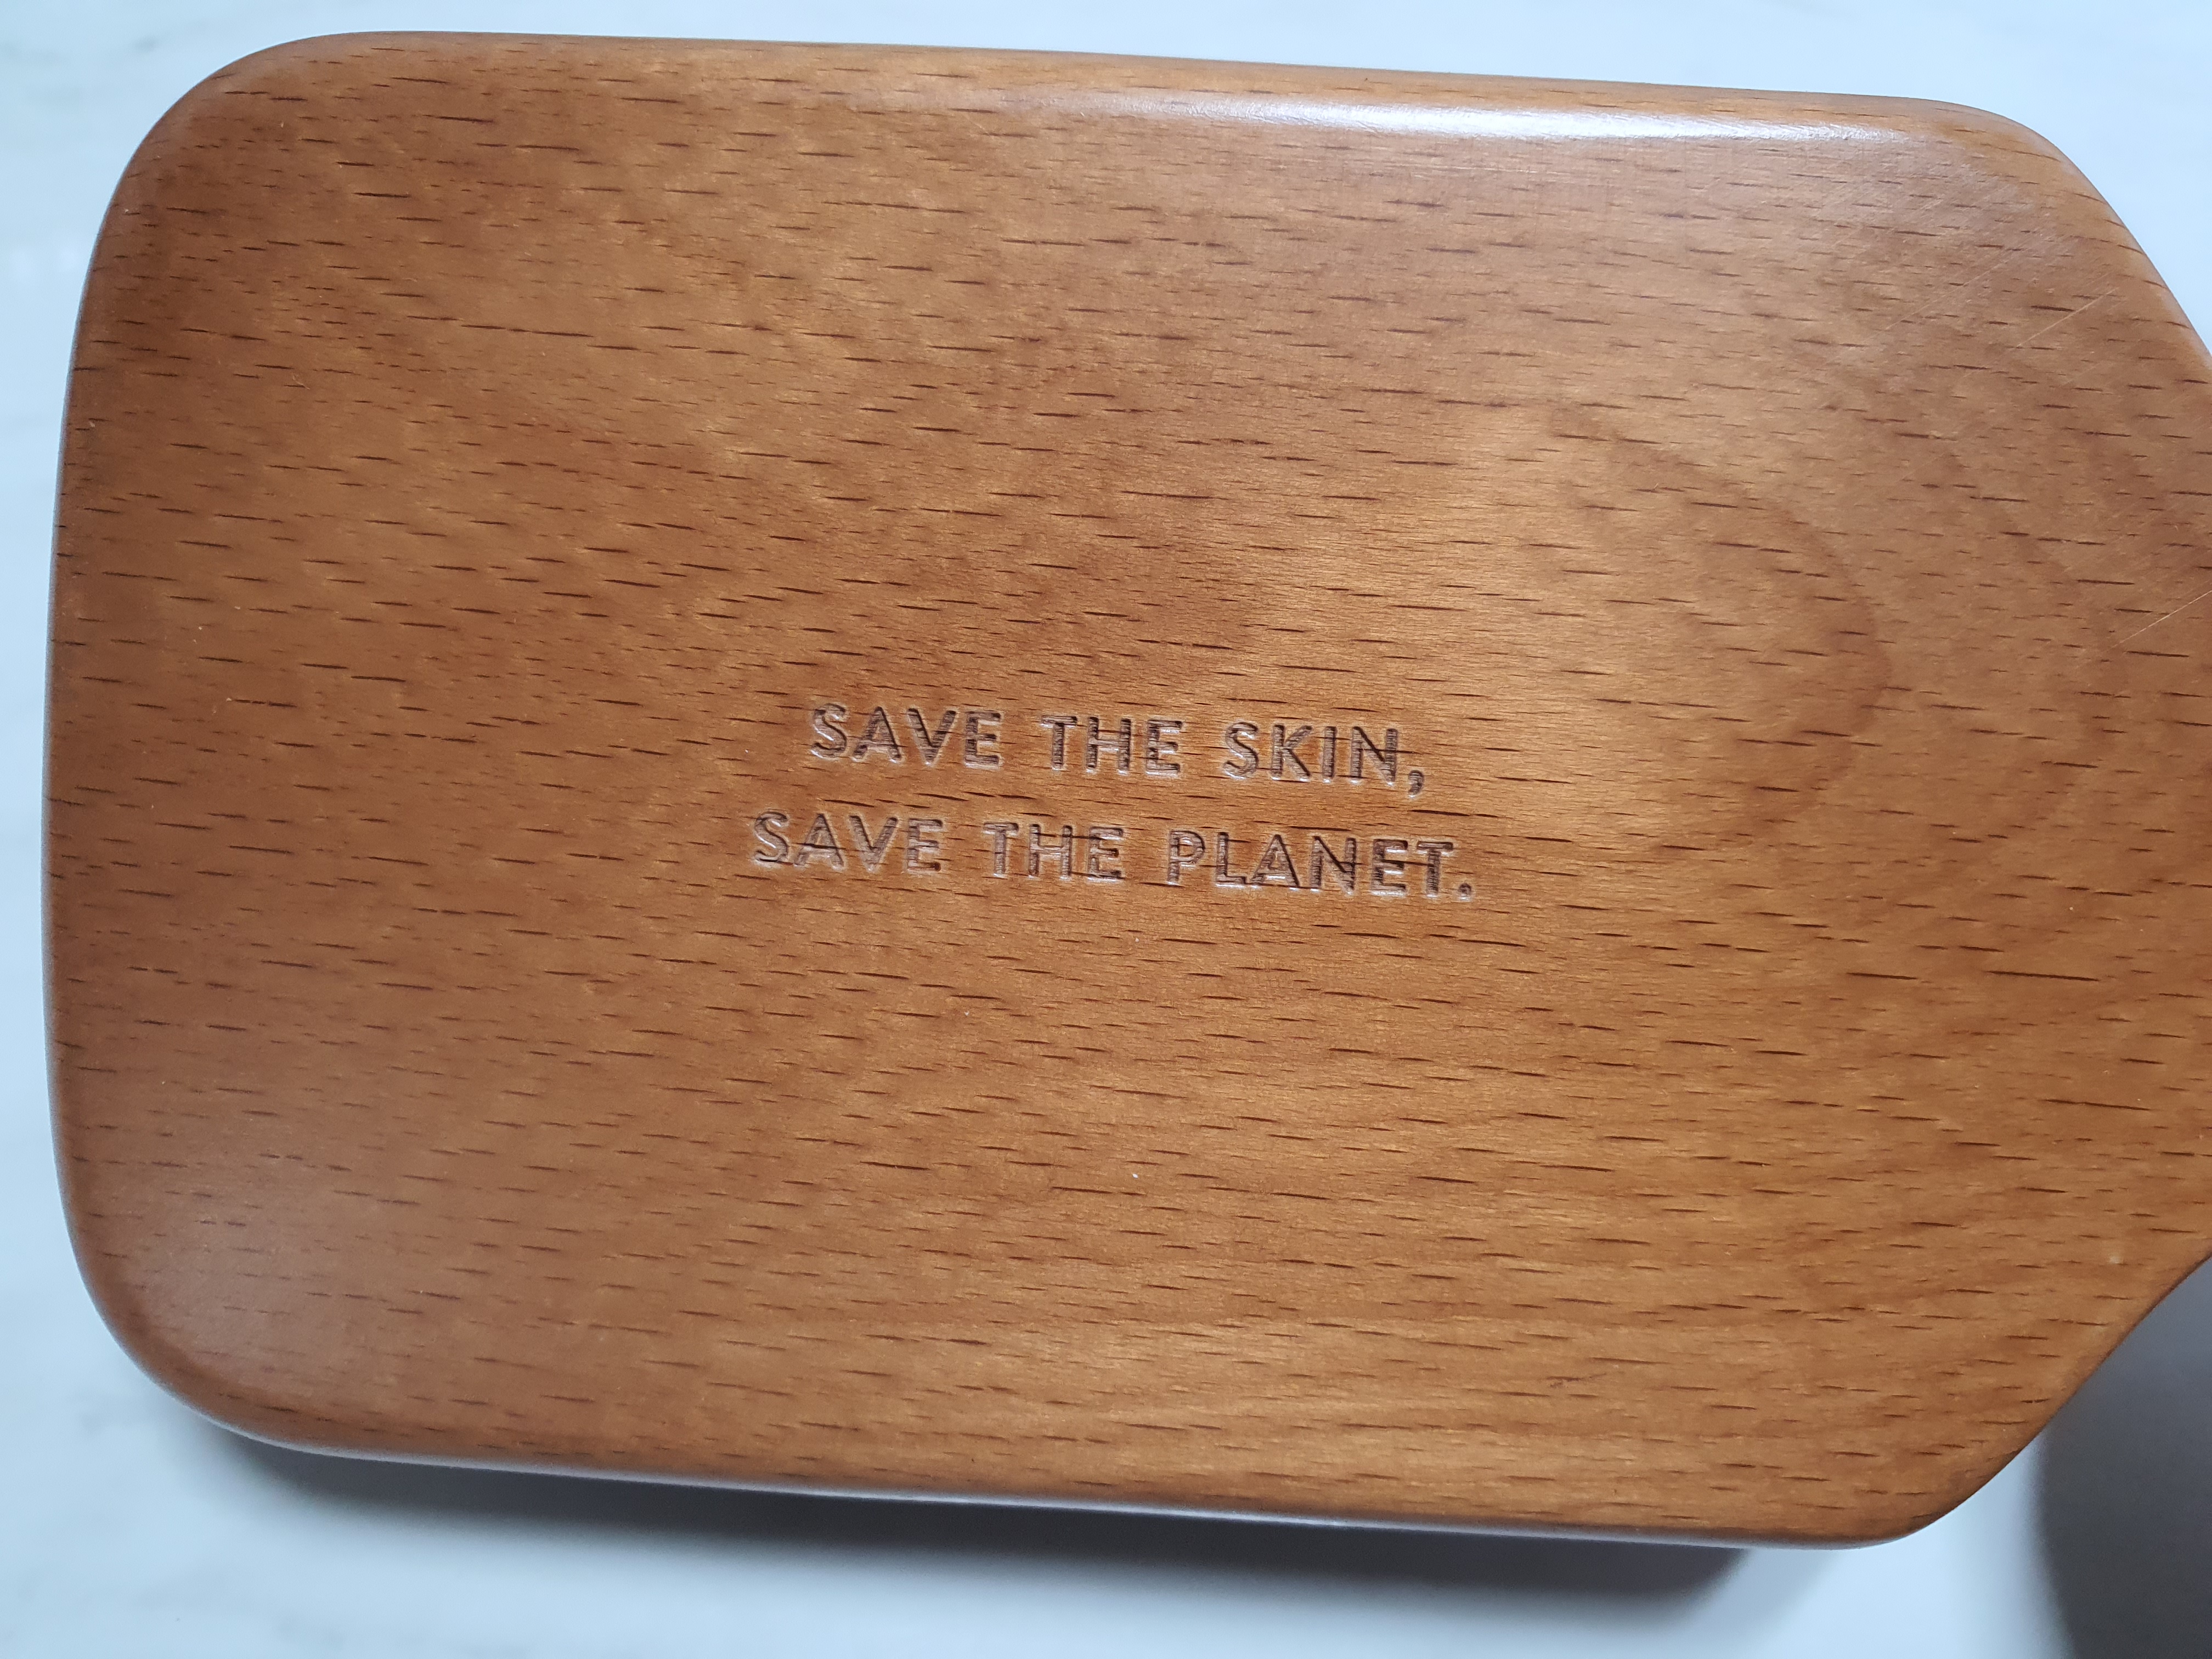 SAVE THE SKIN,
SAVE THE PLANET.